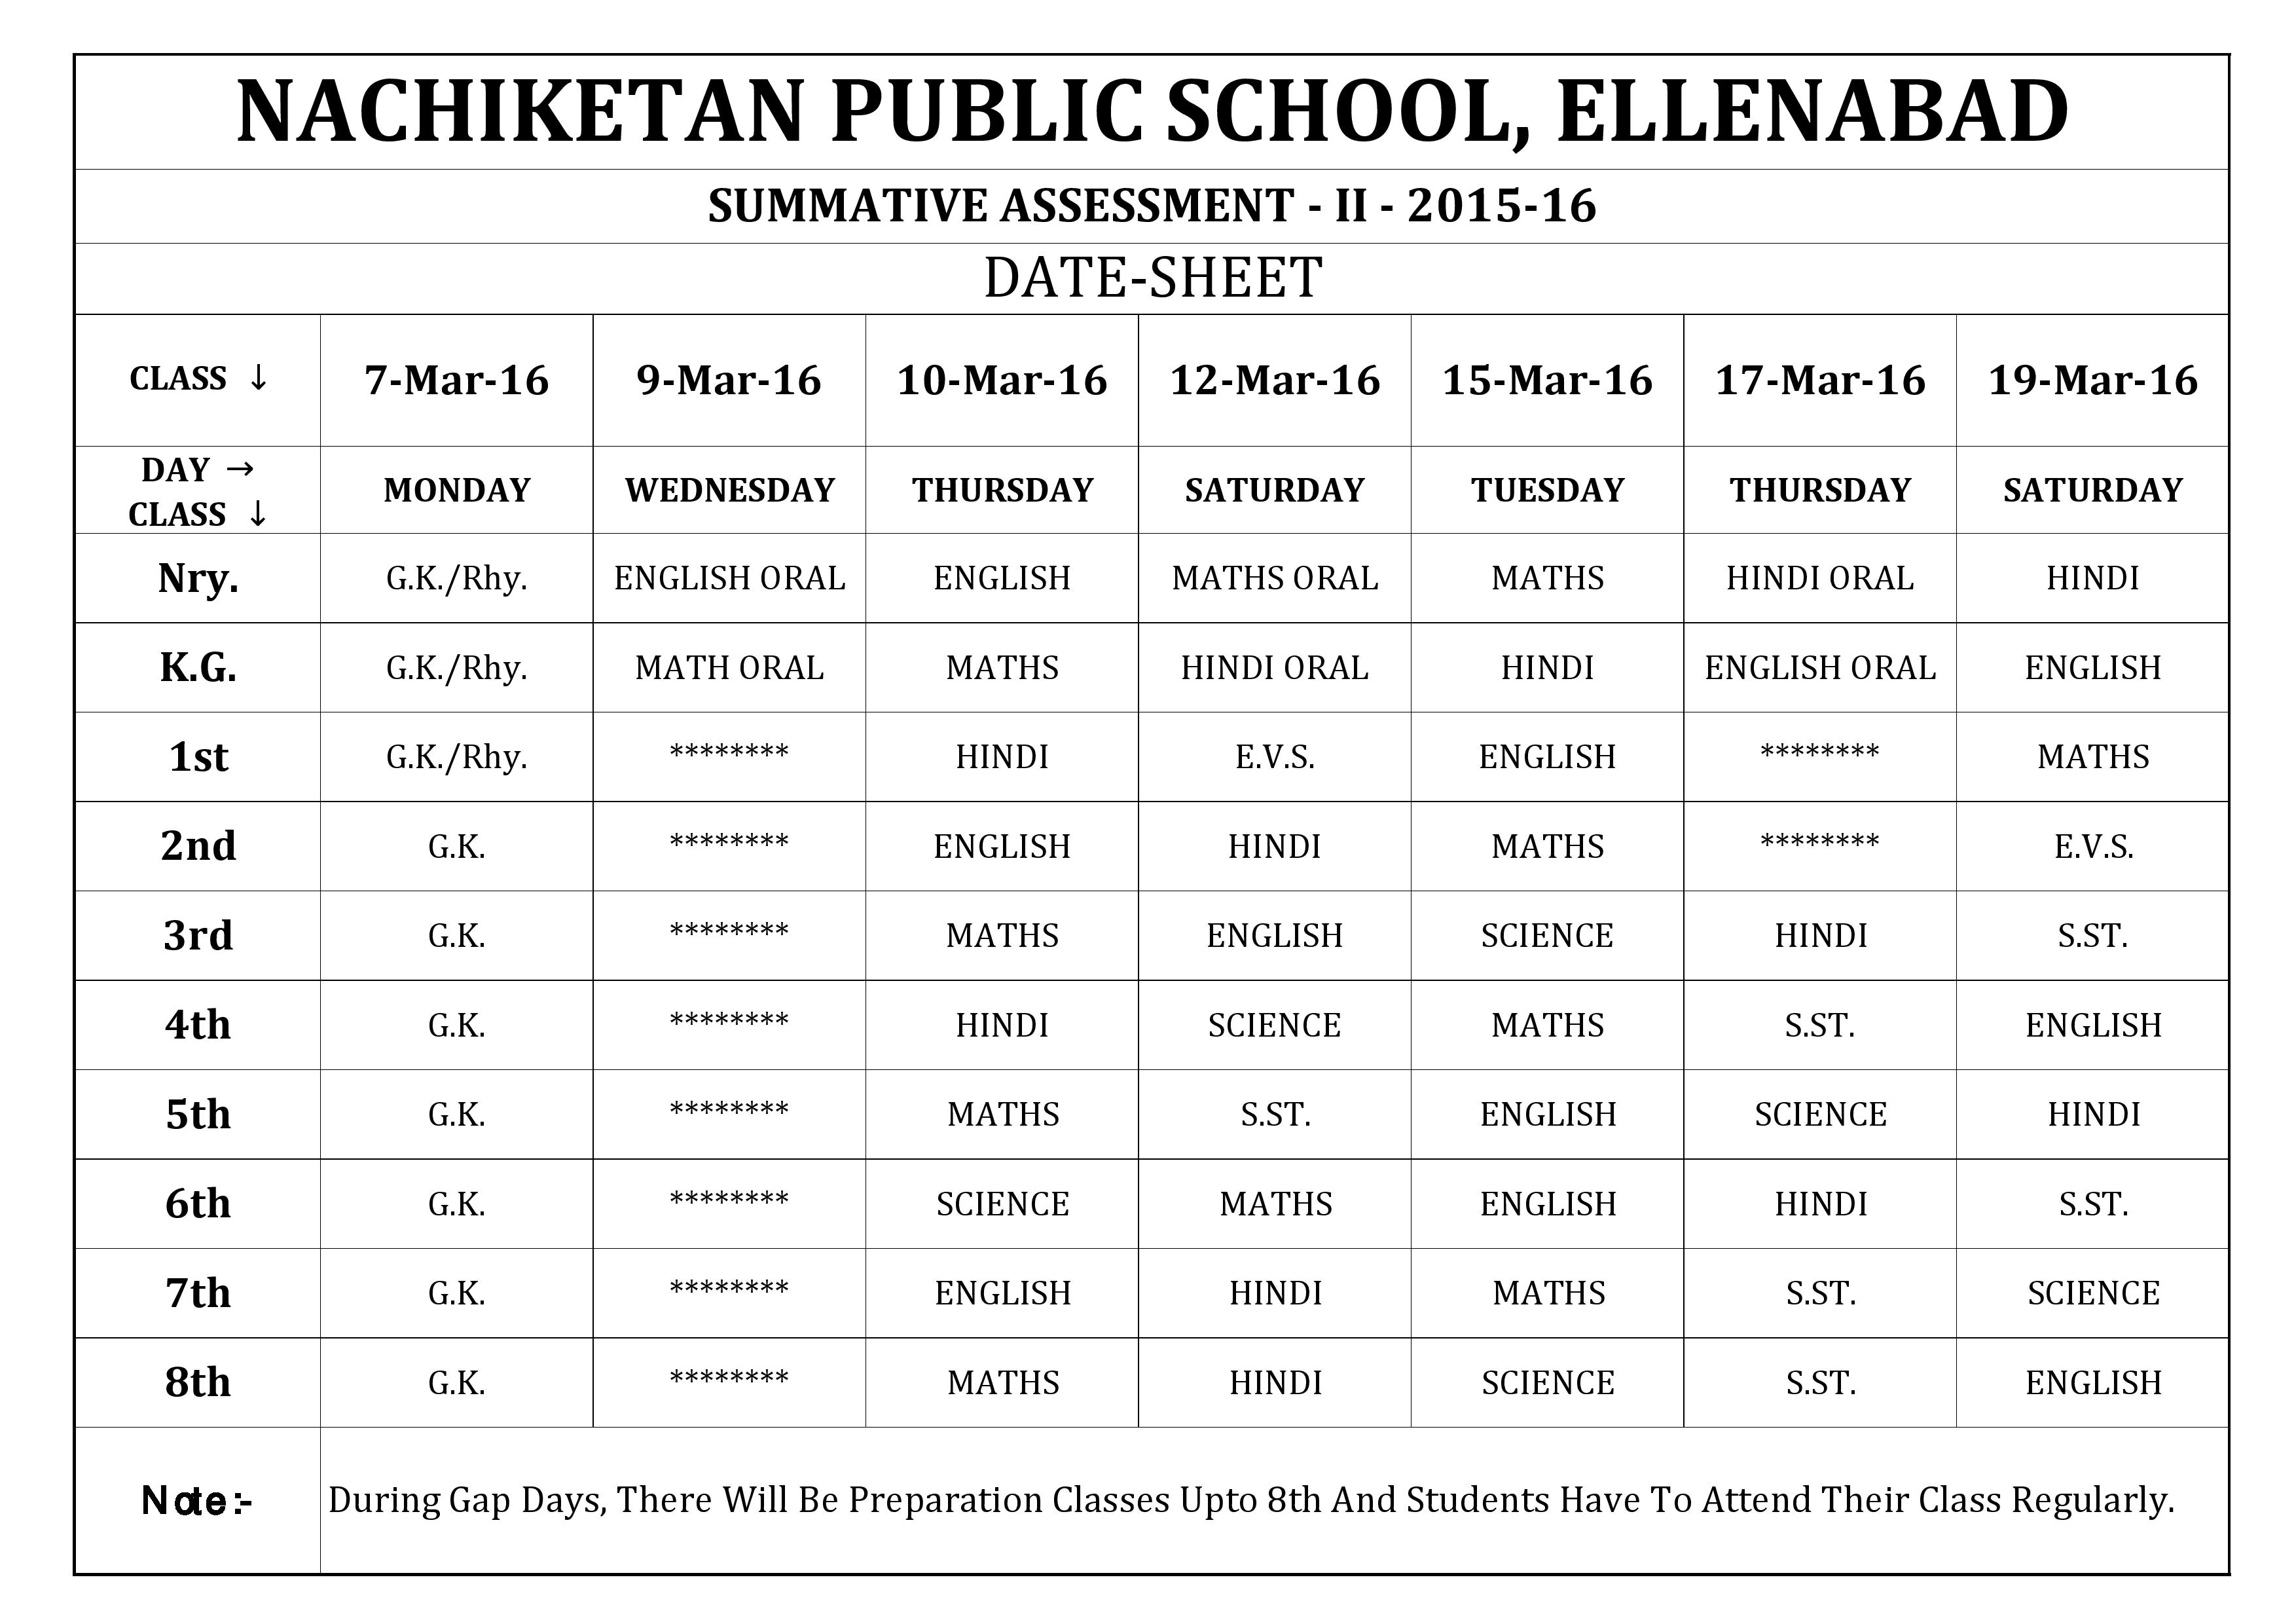 NACHIKETAN PUBLIC SCHOOL, ELLENABAD
SUMMATIVE ASSESSMENT - II - 2015-16
DATE-SHEET
CLASS ↓ 7-Mar-16 9-Mar-16 10-Mar-16 12-Mar-16 15-Mar-16 17-Mar-16 19-Mar-16
DAY →
CLASS ↓ MONDAY WEDNESDAY THURSDAY SATURDAY TUESDAY THURSDAY SATURDAY
Nry. G.K./Rhy. ENGLISH ORAL ENGLISH MATHS ORAL MATHS HINDI ORAL HINDI
K.G. G.K./Rhy. MATH ORAL MATHS HINDI ORAL HINDI ENGLISH ORAL ENGLISH
1st G.K./Rhy. ******** HINDI E.V.S. ENGLISH ******** MATHS
2nd G.K. ******** ENGLISH HINDI MATHS ******** E.V.S.
3rd G.K. ******** MATHS ENGLISH SCIENCE HINDI S.ST.
4th G.K. ******** HINDI SCIENCE MATHS S.ST. ENGLISH
5th G.K. ******** MATHS S.ST. ENGLISH SCIENCE HINDI
6th G.K. ******** SCIENCE MATHS ENGLISH HINDI S.ST.
7th G.K. ******** ENGLISH HINDI MATHS S.ST. SCIENCE
8th G.K. ******** MATHS HINDI SCIENCE S.ST. ENGLISH
Note:- During Gap Days, There Will Be Preparation Classes Upto 8th And Students Have To Attend Their Class Regularly.